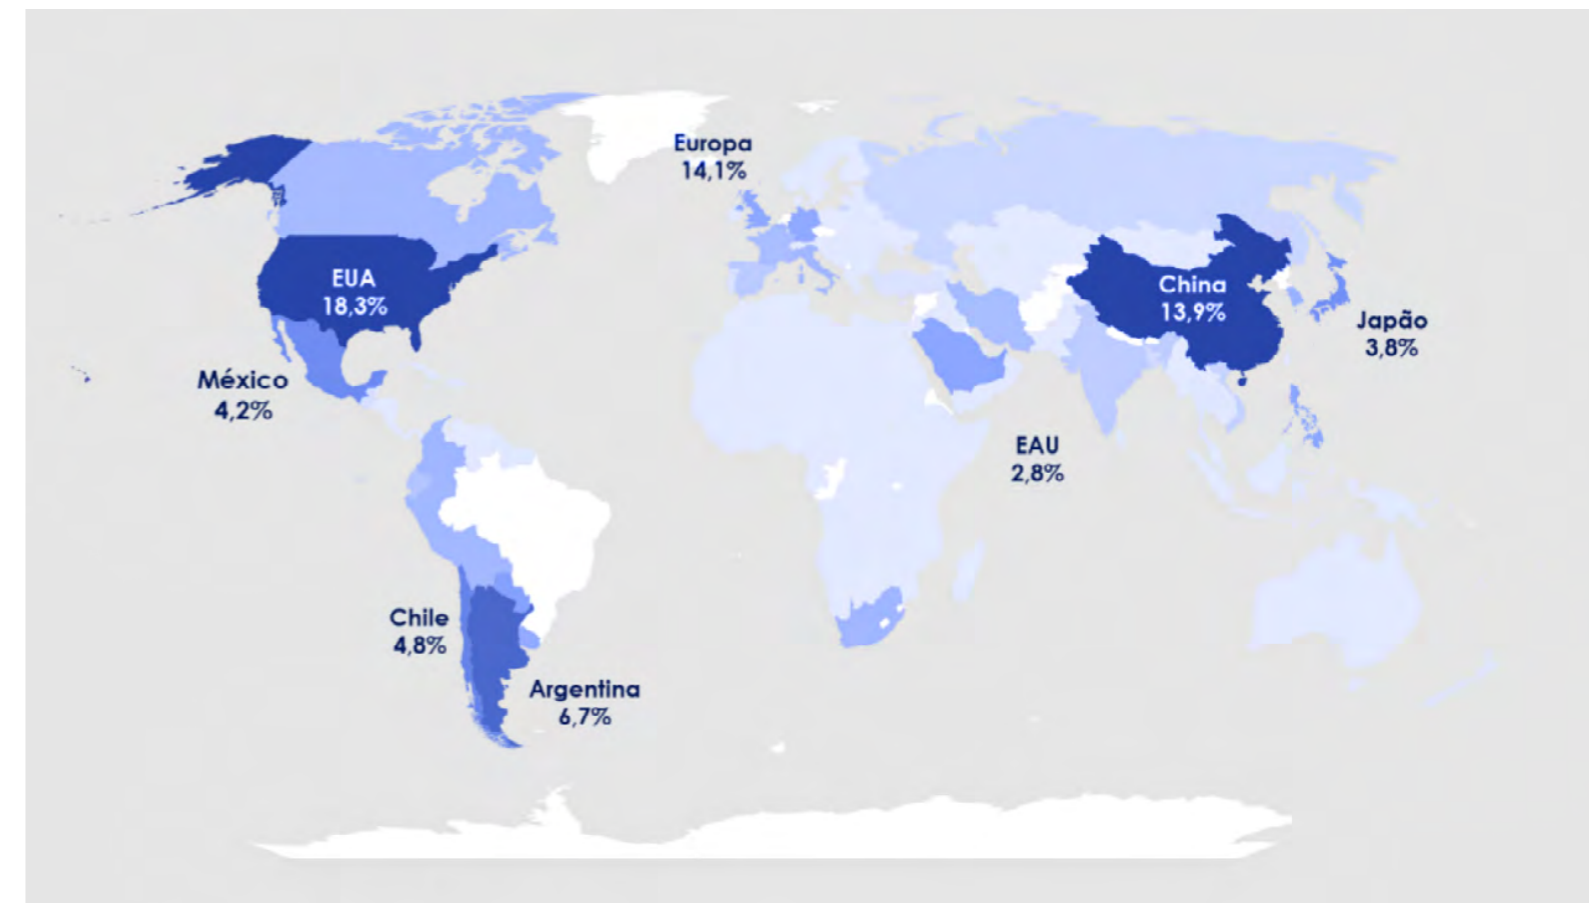 Europa
14,1%
EUA
18,3%
China
13,9%
Japão
3,8%
México
4,2%
EAU
2,8%
Chile
4,8%
Argentina
6,7%